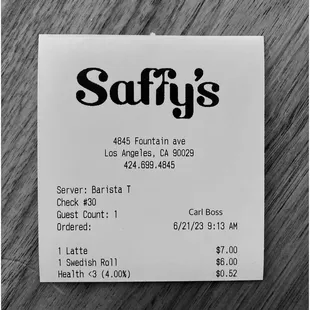 Saffy's
4845 Fountain ave
Los Angeles, CA 90029
424.699.4845
Server: Barista T
Check #30
Guest Count: 1 Carl Boss
Ordered: 6/21/23 9:13 AM
1 Latte $7.00
1 Swedish Roll $6.00
Health <3 (4.00%) $0.52